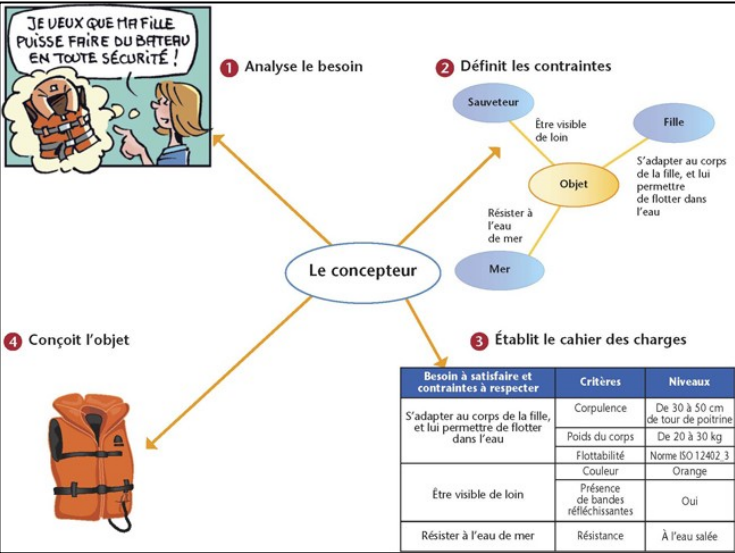 JE VEUX QUE MA FILLE
PUISSE FAIRE DU BATEAU
EN TOUTE SÉCURITÉ !
1 Analyse le besoin
2 Définit les contraintes
Sauveteur
Être visible
de loin
Fille
S'adapter au corps
de la fille, et lui
permettre
de flotter dans
l'eau
Objet
Résister à
l'eau
de mer
Mer
Le concepteur
3 Établit le cahier des charges
Besoin à satisfaire et
contraintes à respecter
Critères
Niveaux
S'adapter au corps de la fille,
et lui permettre de flotter
dans l'eau
Corpulence
De 30 à 50 cm
de tour de poitrine
Poids du corps
De 20 à 30 kg
Flottabilité
Norme ISO 12402_3
Être visible de loin
Couleur
Orange
Présence
de bandes
réfléchissantes
Oui
Résister à l'eau de mer
Résistance
À l'eau salée
4 Conçoit l'objet